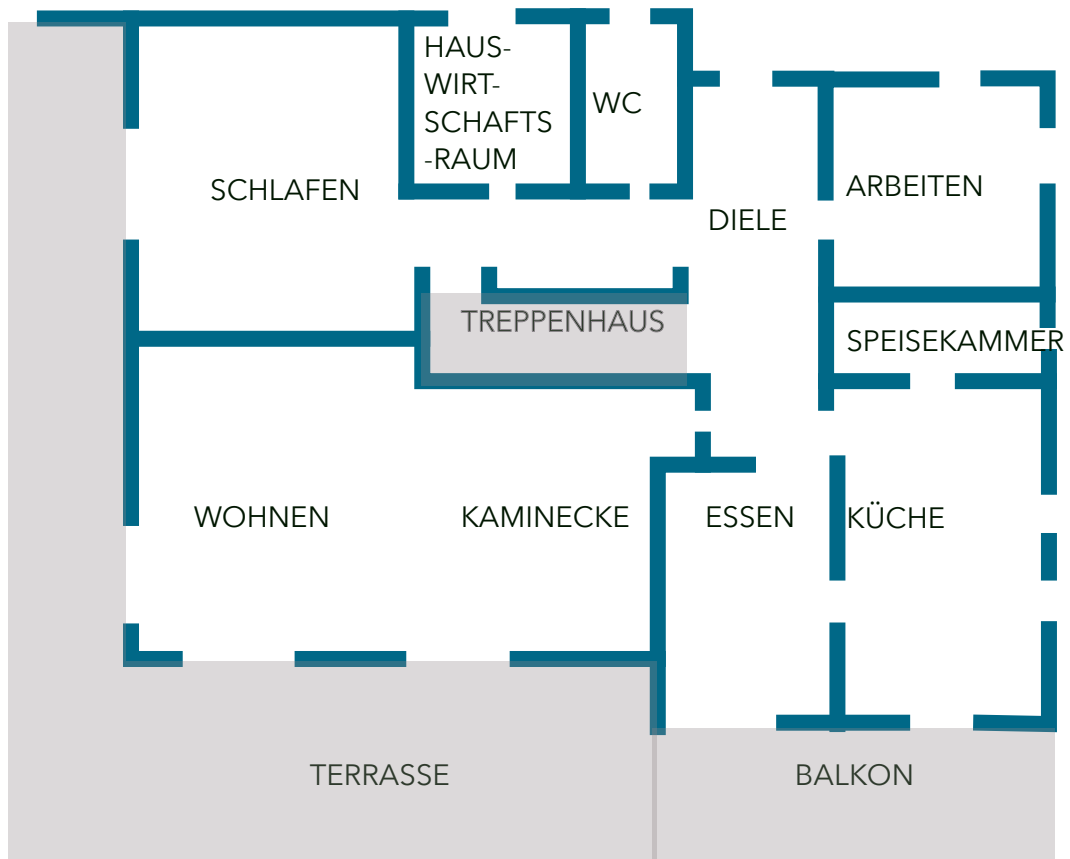 HAUS-
WIRT-
SCHAFTS
-RAUM
WC
SCHLAFEN
ARBEITEN
DIELE
TREPPENHAUS
SPEISEKAMMER
WOHNEN
KAMINECKE
ESSEN
KÜCHE
TERRASSE
BALKON